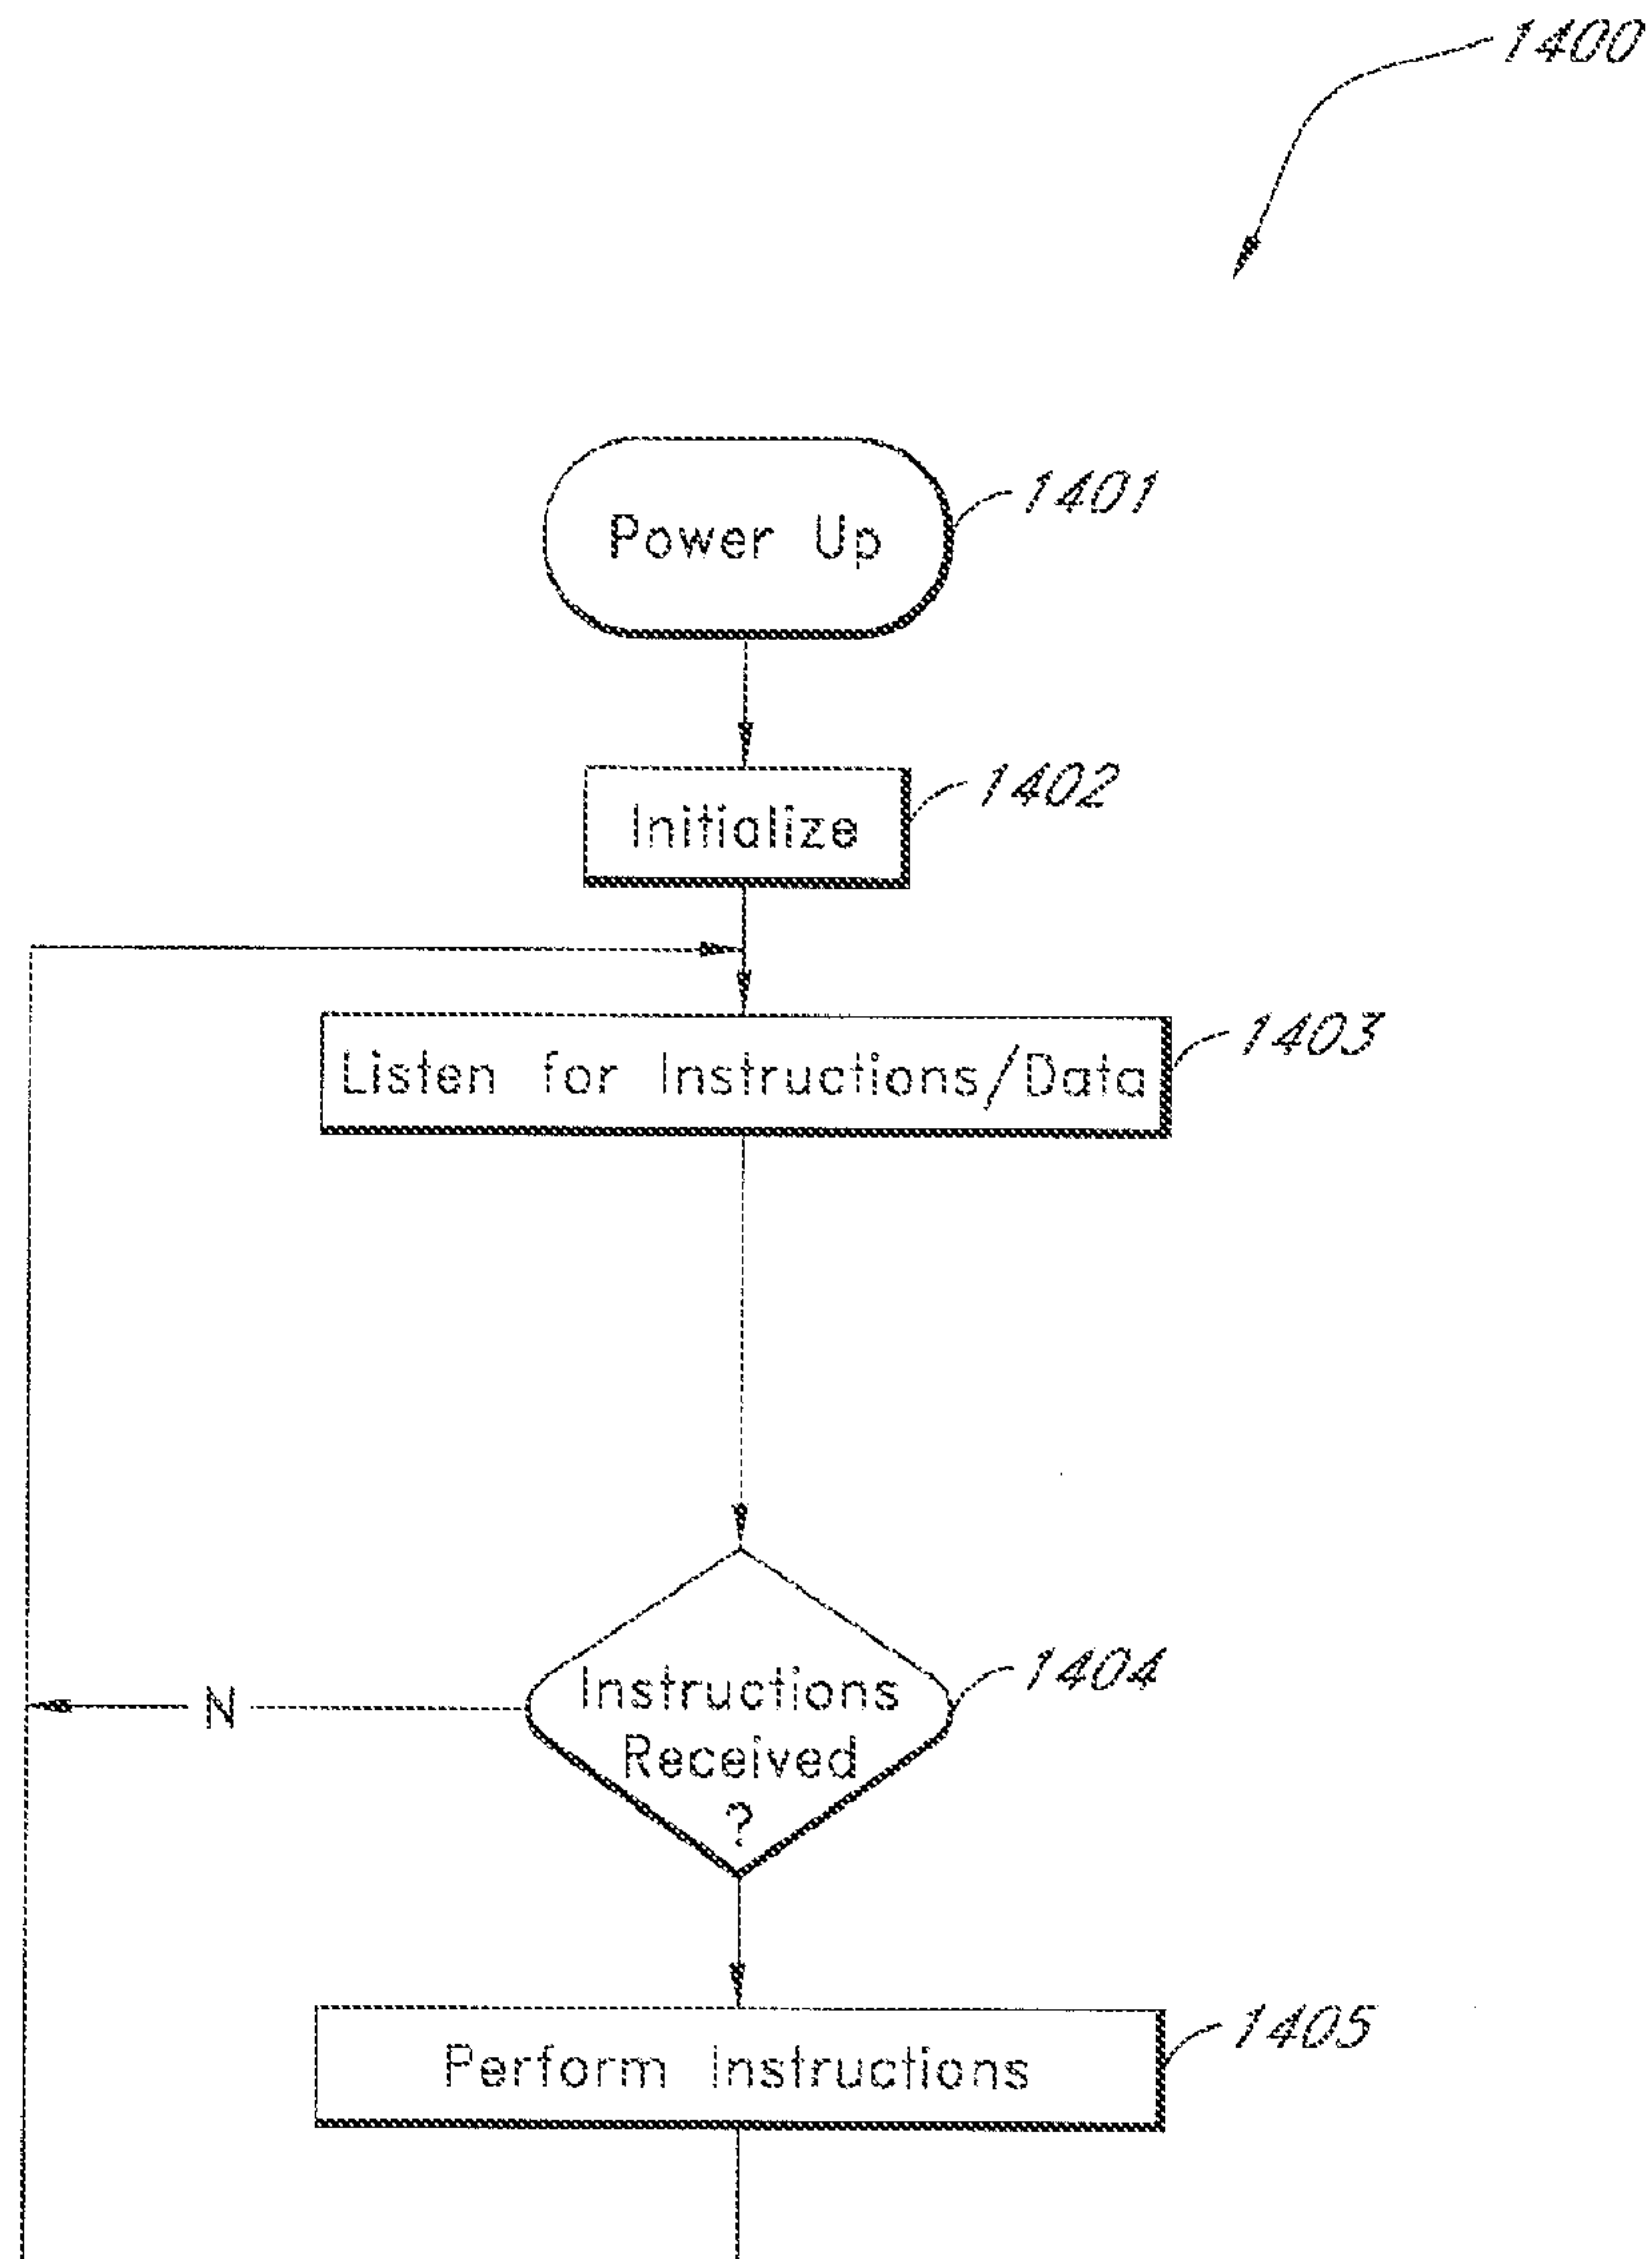 1400
Power Up
1401
Initialize
1402
Listen for Instructions/Data
1403
Instructions
Received
?
1404
N
Perform Instructions
1405